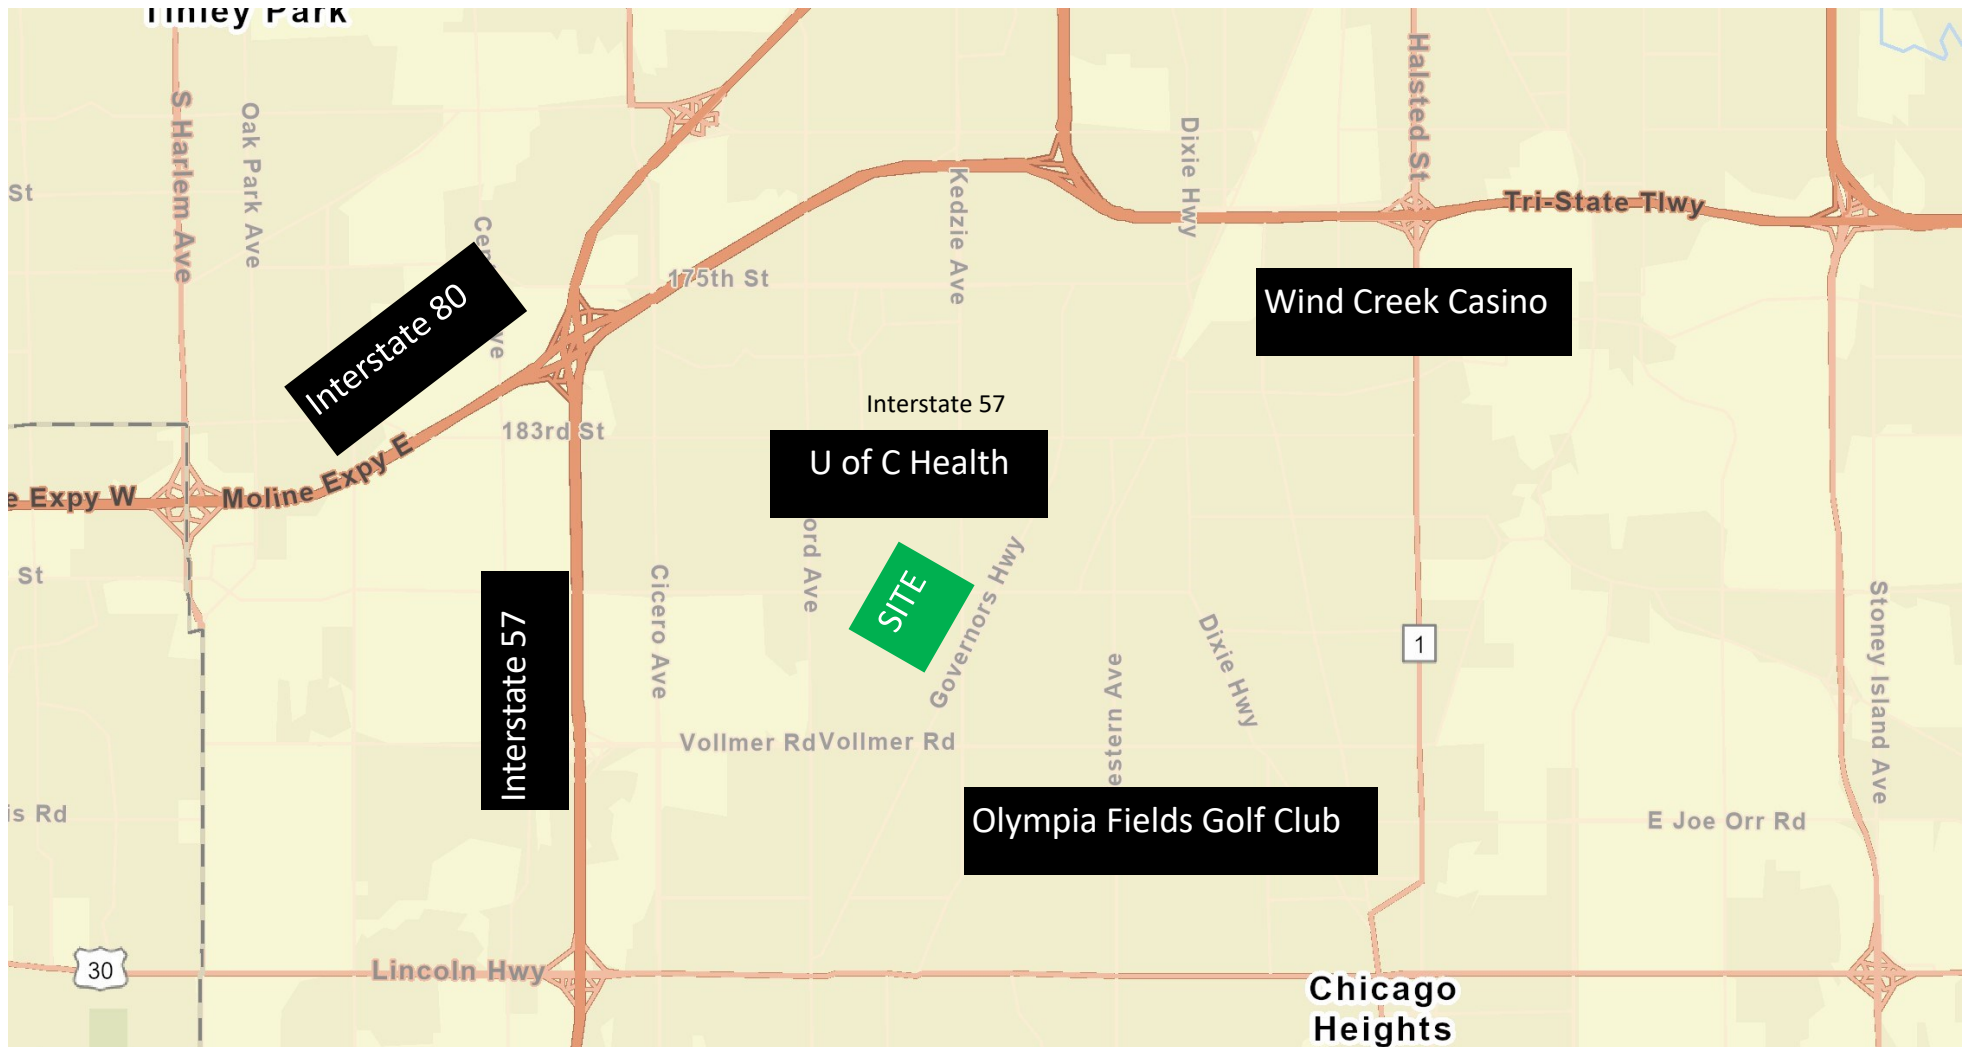 Tinley Park
S Harlem Ave
Oak Park Ave
Halsted St
Dixie Hwy
St
Kedzie Ave
Tri-State Tlwy
Cen
ve
Interstate 80
175th St
Wind Creek Casino
Interstate 57
183rd St
U of C Health
e Expy W
Moline Expy E
ord Ave
SITE
Governors Hwy
St
Cicero Ave
Interstate 57
Dixie Hwy
1
Stoney Island Ave
estern Ave
Vollmer Rd
Vollmer Rd
is Rd
Olympia Fields Golf Club
E Joe Orr Rd
30
Lincoln Hwy
Chicago
Heights